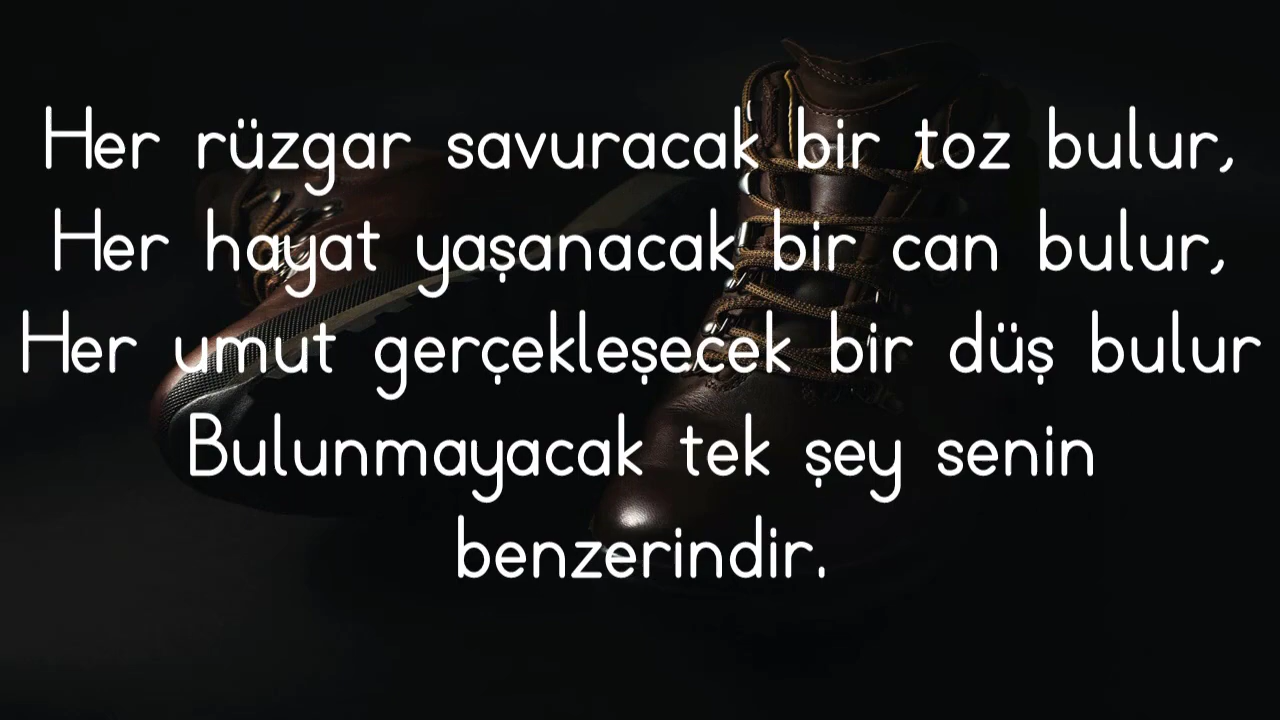 Her rüzgar savuracak bir toz bulur,
Her hayat yaşanacak bir can bulur,
Her umut gerçekleşecek bir düş bulur
Bulunmayacak tek şey senin
benzerindir.